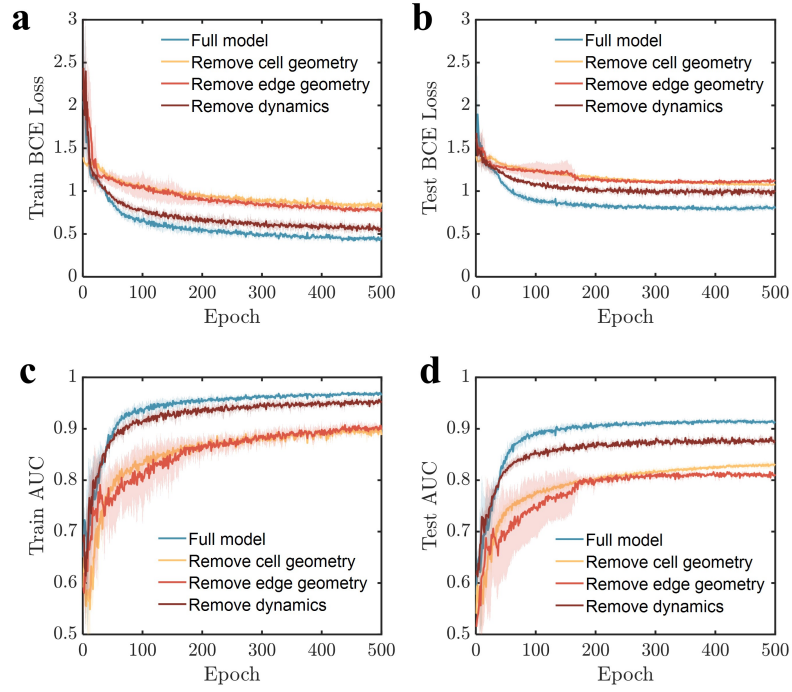 a
Train BCE Loss
3
2.5
2
1.5
1
0.5
0
0 100 200 300 400 500
Epoch
Full model
Remove cell geometry
Remove edge geometry
Remove dynamics
b
Test BCE Loss
3
2.5
2
1.5
1
0.5
0
0 100 200 300 400 500
Epoch
Full model
Remove cell geometry
Remove edge geometry
Remove dynamics
c
Train AUC
1
0.9
0.8
0.7
0.6
0.5
0 100 200 300 400 500
Epoch
Full model
Remove cell geometry
Remove edge geometry
Remove dynamics
d
Test AUC
1
0.9
0.8
0.7
0.6
0.5
0 100 200 300 400 500
Epoch
Full model
Remove cell geometry
Remove edge geometry
Remove dynamics